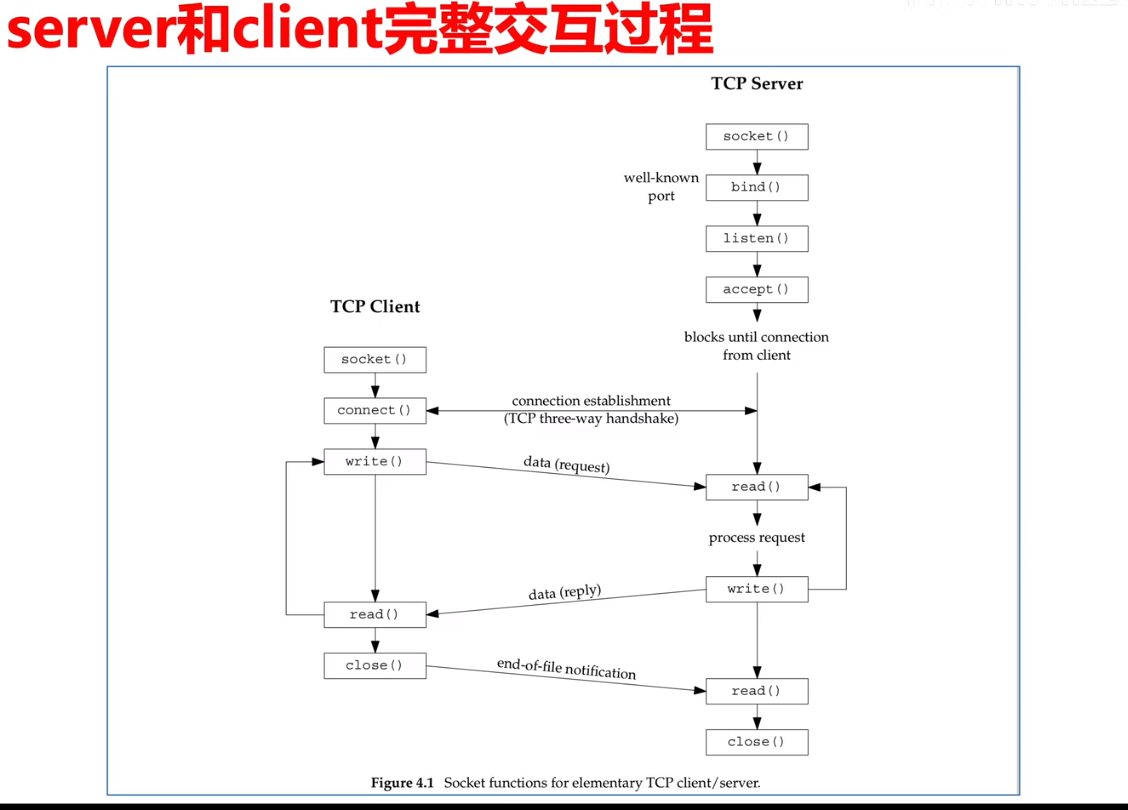 server和client完整交互过程
TCP Server
socket()
well-known
port
bind()
listen()
accept()
TCP Client
blocks until connection
from client
socket()
connection establishment
connect()
(TCP three-way handshake)
write()
data (request)
read()
process request
data (reply)
write()
read()
close()
end-of-file notification
read()
close()
Figure 4.1 Socket functions for elementary TCP client/server.